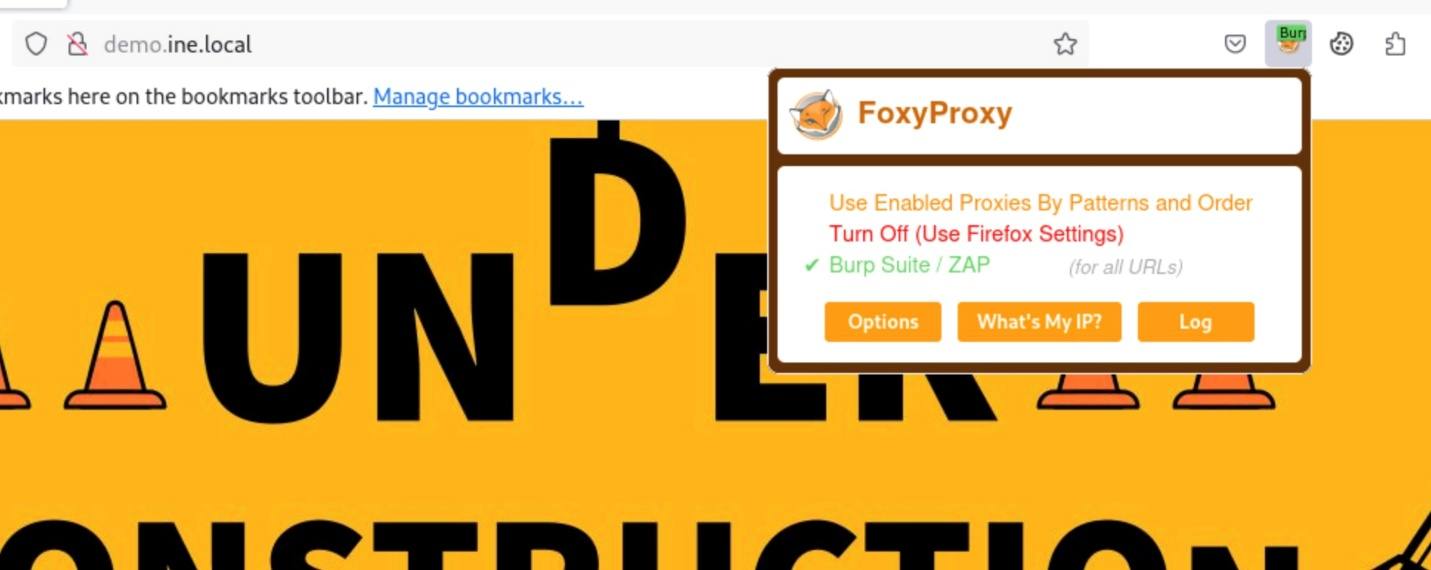 demo.ine.local
Burp
kmarks here on the bookmarks toolbar. Manage bookmarks...
FoxyProxy
Use Enabled Proxies By Patterns and Order
Turn Off (Use Firefox Settings)
✔ Burp Suite / ZAP (for all URLs)
Options What's My IP? Log
UNDER
ONSTRUCTION